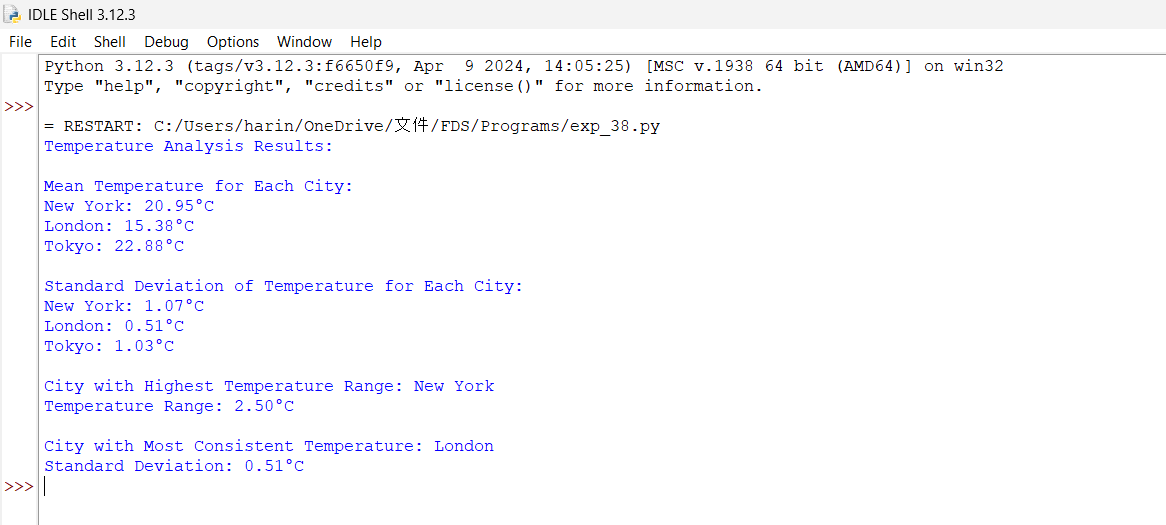 IDLE Shell 3.12.3
File Edit Shell Debug Options Window Help
Python 3.12.3 (tags/v3.12.3:f6650f9, Apr  9 2024, 14:05:25) [MSC v.1938 64 bit (AMD64)] on win32
Type "help", "copyright", "credits" or "license()" for more information.
>>>
= RESTART: C:/Users/harin/OneDrive/文件/FDS/Programs/exp_38.py
Temperature Analysis Results:
Mean Temperature for Each City:
New York: 20.95°C
London: 15.38°C
Tokyo: 22.88°C
Standard Deviation of Temperature for Each City:
New York: 1.07°C
London: 0.51°C
Tokyo: 1.03°C
City with Highest Temperature Range: New York
Temperature Range: 2.50°C
City with Most Consistent Temperature: London
Standard Deviation: 0.51°C
>>>